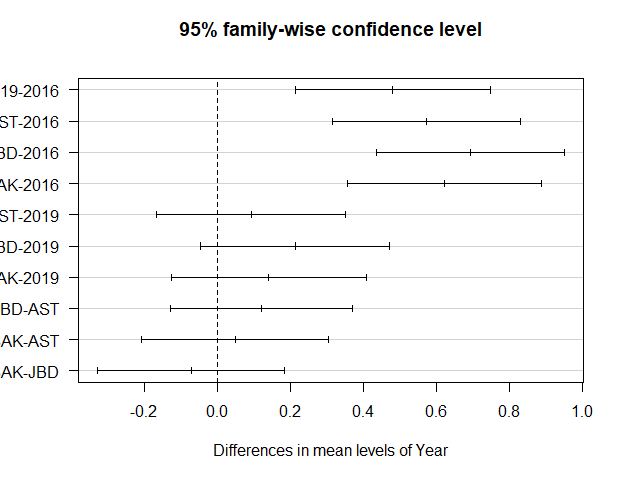 95% family-wise confidence level
19-2016
ST-2016
BD-2016
AK-2016
ST-2019
BD-2019
AK-2019
BD-AST
AK-AST
AK-JBD
-0.2 0.0 0.2 0.4 0.6 0.8 1.0
Differences in mean levels of Year